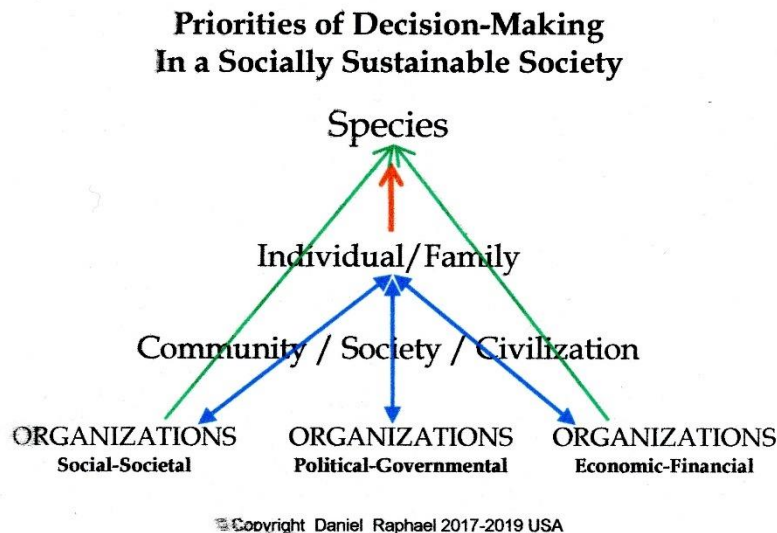 Priorities of Decision-Making
In a Socially Sustainable Society
Species
Individual/Family
Community / Society / Civilization
ORGANIZATIONS ORGANIZATIONS ORGANIZATIONS
Social-Societal Political-Governmental Economic-Financial
Copyright Daniel Raphael 2017-2019 USA